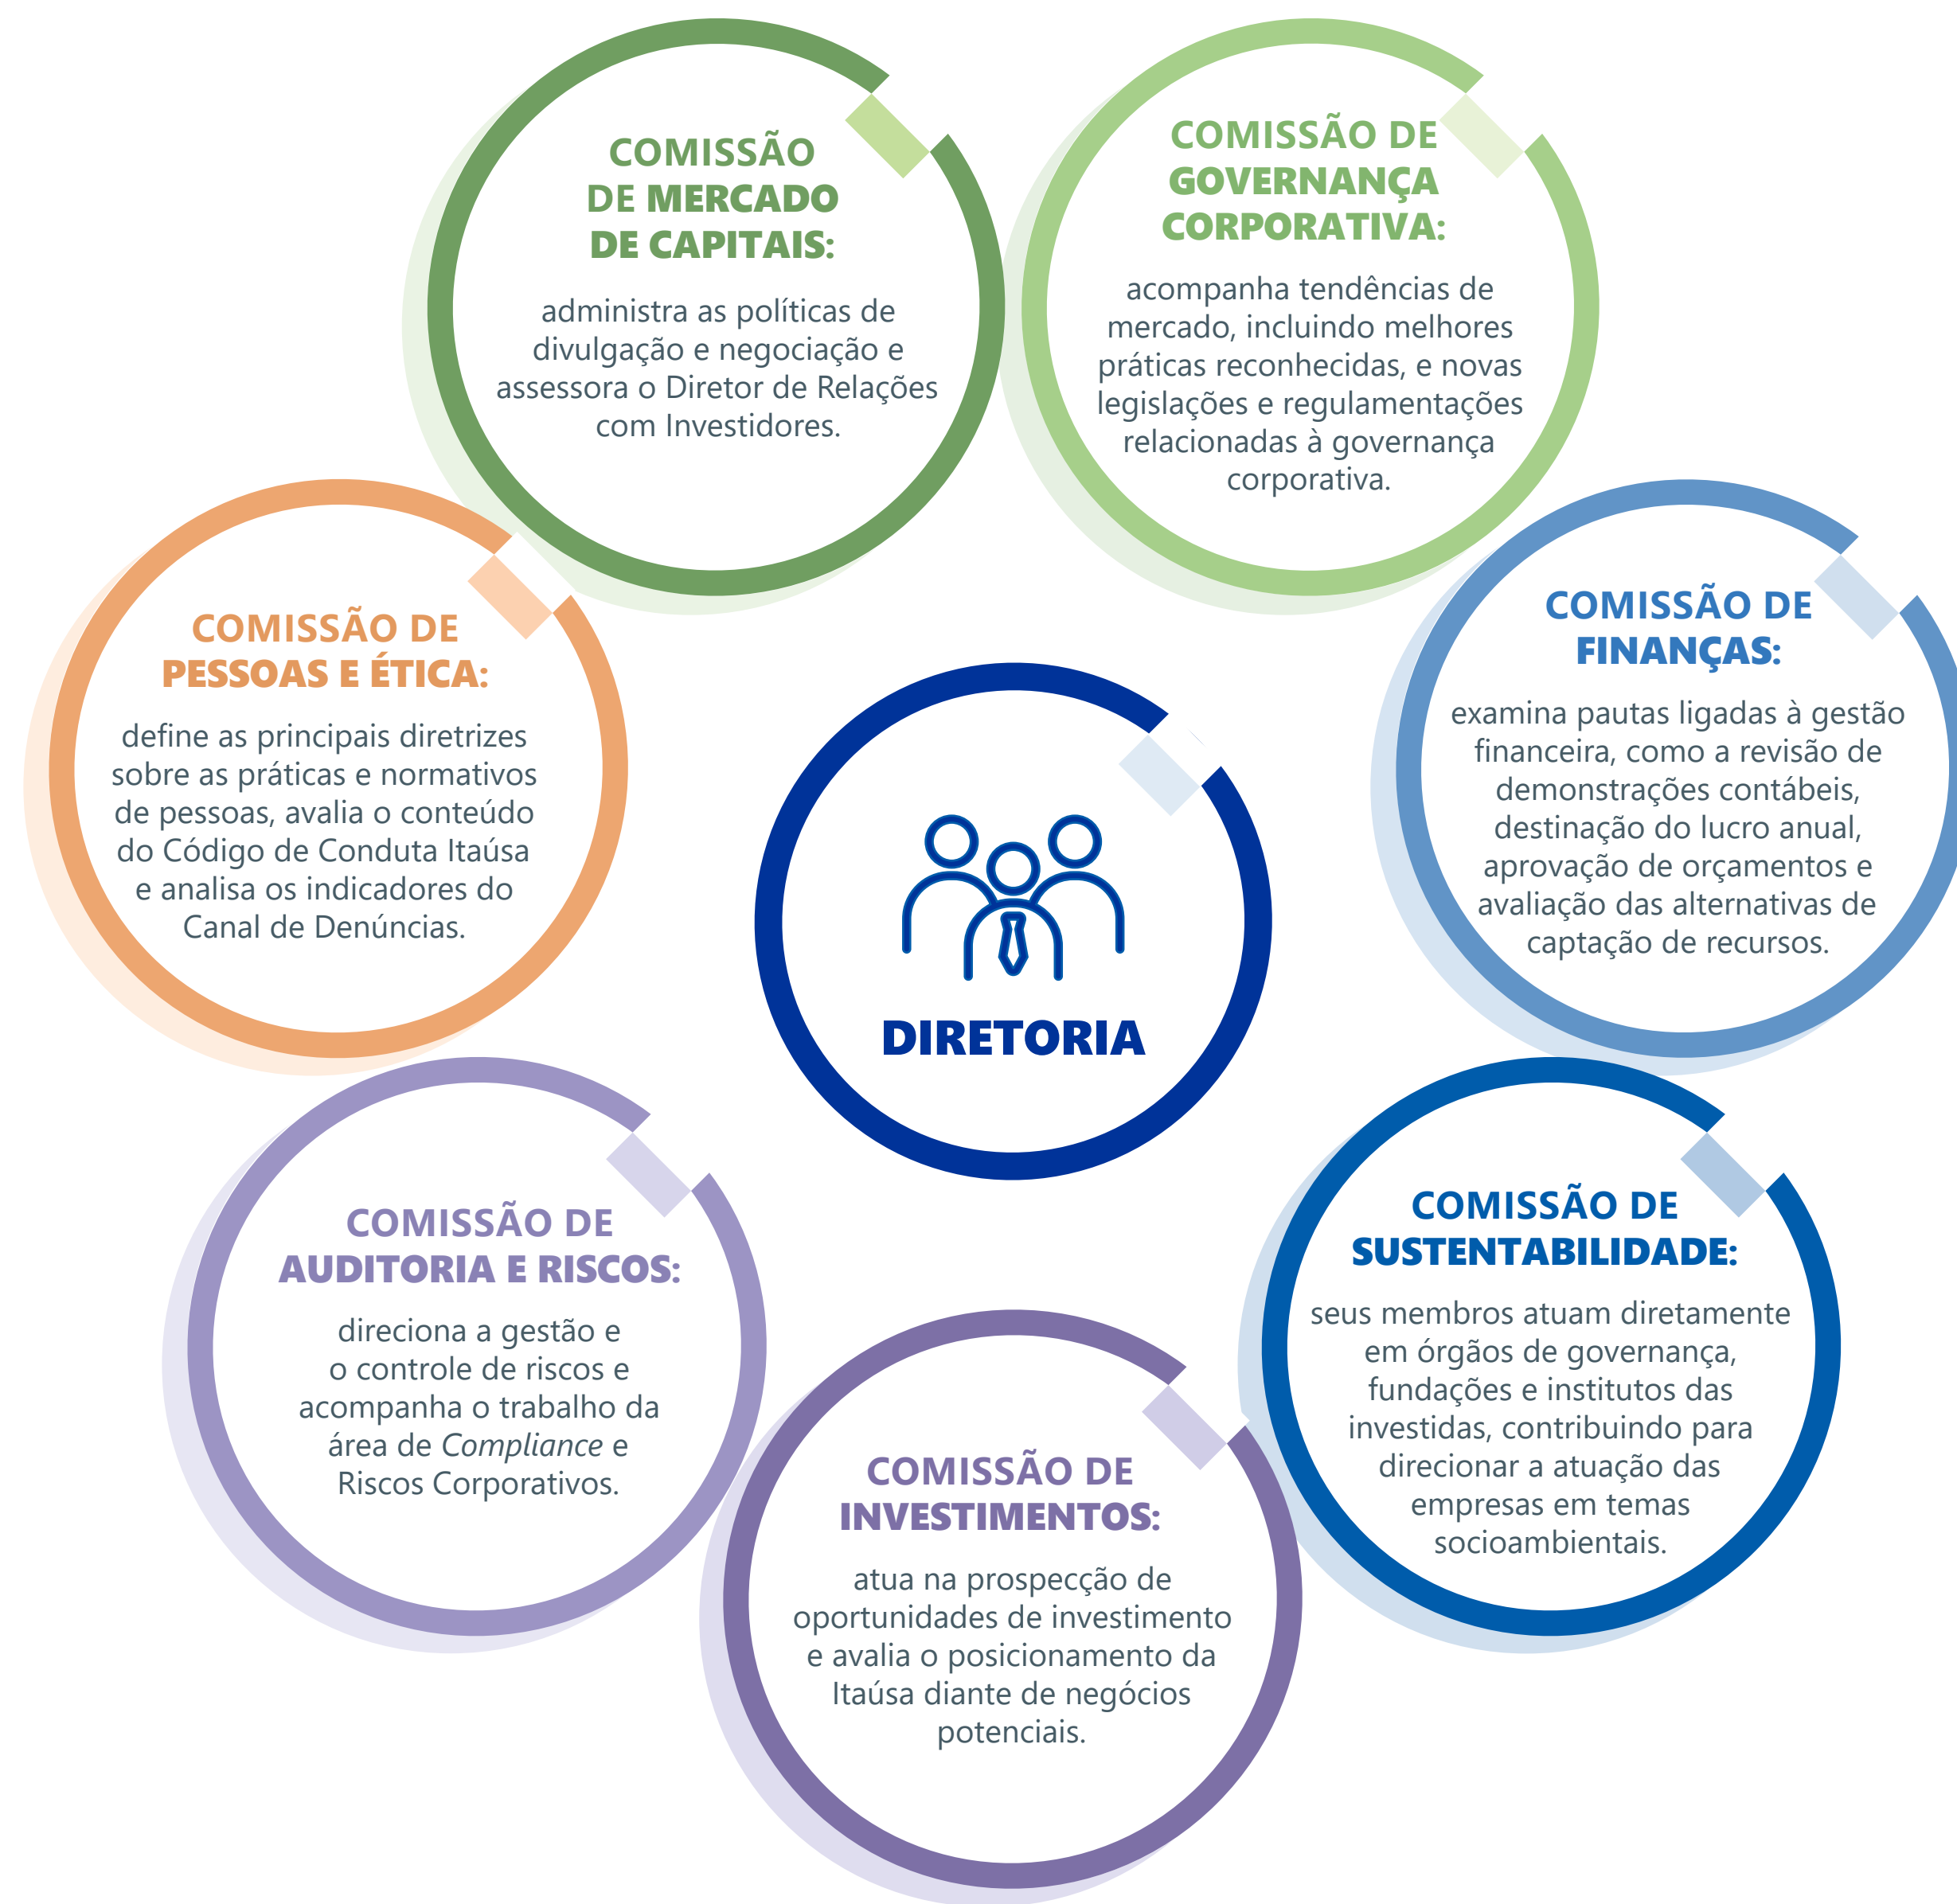 COMISSÃO
DE MERCADO
DE CAPITAIS:
administra as políticas de
divulgação e negociação e
assessora o Diretor de Relações
com Investidores.
COMISSÃO DE
GOVERNANÇA
CORPORATIVA:
acompanha tendências de
mercado, incluindo melhores
práticas reconhecidas, e novas
legislações e regulamentações
relacionadas à governança
corporativa.
COMISSÃO DE
PESSOAS E ÉTICA:
define as principais diretrizes
sobre as práticas e normativos
de pessoas, avalia o conteúdo
do Código de Conduta Itaúsa
e analisa os indicadores do
Canal de Denúncias.
COMISSÃO DE
FINANÇAS:
examina pautas ligadas à gestão
financeira, como a revisão de
demonstrações contábeis,
destinação do lucro anual,
aprovação de orçamentos e
avaliação das alternativas de
captação de recursos.
DIRETORIA
COMISSÃO DE
AUDITORIA E RISCOS:
direciona a gestão e
o controle de riscos e
acompanha o trabalho da
área de Compliance e
Riscos Corporativos.
COMISSÃO DE
SUSTENTABILIDADE:
seus membros atuam diretamente
em órgãos de governança,
fundações e institutos das
investidas, contribuindo para
direcionar a atuação das
empresas em temas
socioambientais.
COMISSÃO DE
INVESTIMENTOS:
atua na prospecção de
oportunidades de investimento
e avalia o posicionamento da
Itaúsa diante de negócios
potenciais.